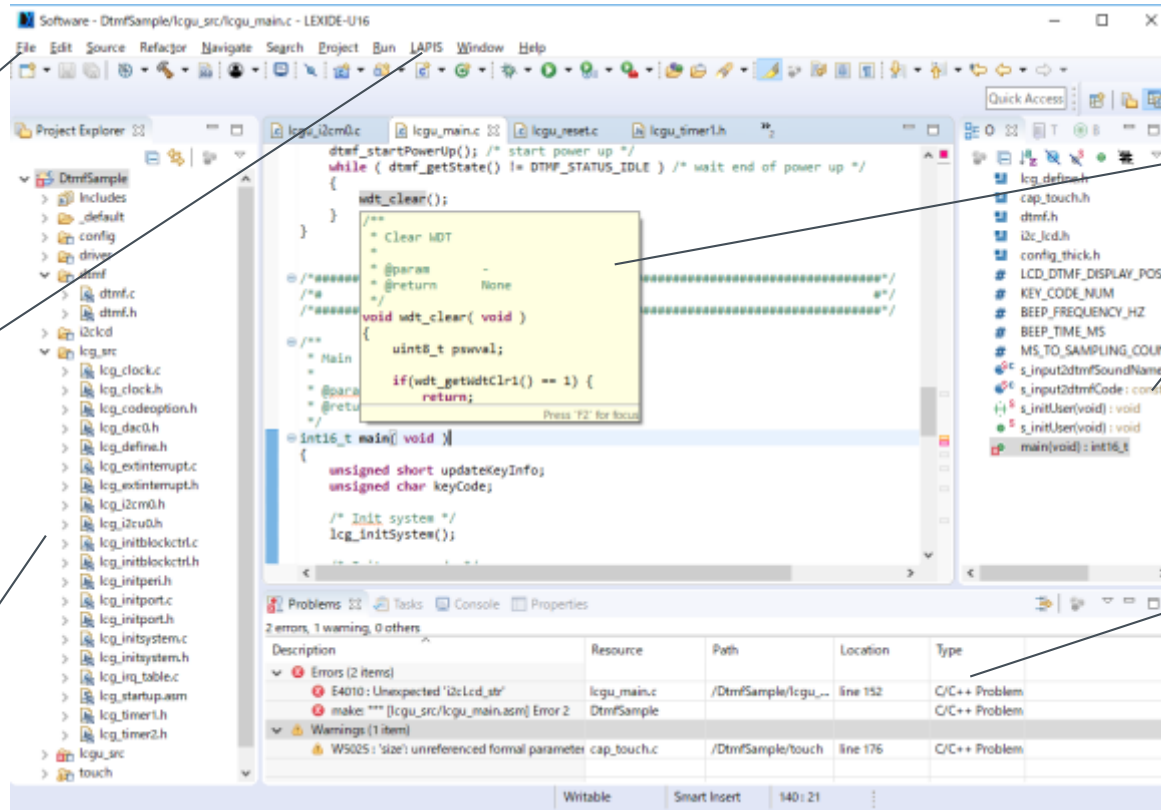 Software - DtmfSample/lcgu_src/lcgu_main.c - LEXIDE-U16
File Edit Source Refactor Navigate Search Project Run LAPIS Window Help
Quick Access
Project Explorer
DtmfSample
Includes
_default
config
driver
dtmf
dtmf.c
dtmf.h
i2clcd
lcg_src
lcg_clock.c
lcg_clock.h
lcg_codeoption.h
lcg_dac0.h
lcg_define.h
lcg_extinterrupt.c
lcg_extinterrupt.h
lcg_i2cm0.h
lcg_i2cu0.h
lcg_initblockctrl.c
lcg_initblockctrl.h
lcg_initperi.h
lcg_initport.c
lcg_initport.h
lcg_initsystem.c
lcg_initsystem.h
lcg_irq_table.c
lcg_startup.asm
lcg_timer1.h
lcg_timer2.h
lcgu_src
touch
lcgu_i2cm0.c lcgu_main.c lcgu_reset.c lcgu_timer1.h "2
dtmf_startPowerUp(); /* start power up */
while ( dtmf_getState() != DTMF_STATUS_IDLE ) /* wait end of power up */
{
wdt_clear();
}
}
/**
* Clear WDT
*
* @param -
* @return None
*/
void wdt_clear( void )
{
uint8_t pswval;
if(wdt_getWdtClr1() == 1) {
return;
Press 'F2' for focus
/**
* Main
*
* @para
* @retu
*/
int16_t main( void )
{
unsigned short updateKeyInfo;
unsigned char keyCode;
/* Init system */
lcg_initSystem();
O
lcg_define.h
cap_touch.h
dtmf.h
i2c_lcd.h
config_thick.h
LCD_DTMF_DISPLAY_POS
KEY_CODE_NUM
BEEP_FREQUENCY_HZ
BEEP_TIME_MS
MS_TO_SAMPLING_COU
s_input2dtmfSoundName
s_input2dtmfCode : const
s_initUser(void) : void
s_initUser(void) : void
main(void) : int16_t
Problems Tasks Console Properties
2 errors, 1 warning, 0 others
Description Resource Path Location Type
Errors (2 items)
E4010 : Unexpected 'i2cLcd_str' lcgu_main.c /DtmfSample/lcgu_... line 152 C/C++ Problem
make: *** [lcgu_src/lcgu_main.asm] Error 2 DtmfSample C/C++ Problem
Warnings (1 item)
W5025 : 'size': unreferenced formal parameter cap_touch.c /DtmfSample/touch line 176 C/C++ Problem
Writable Smart Insert 140 : 21